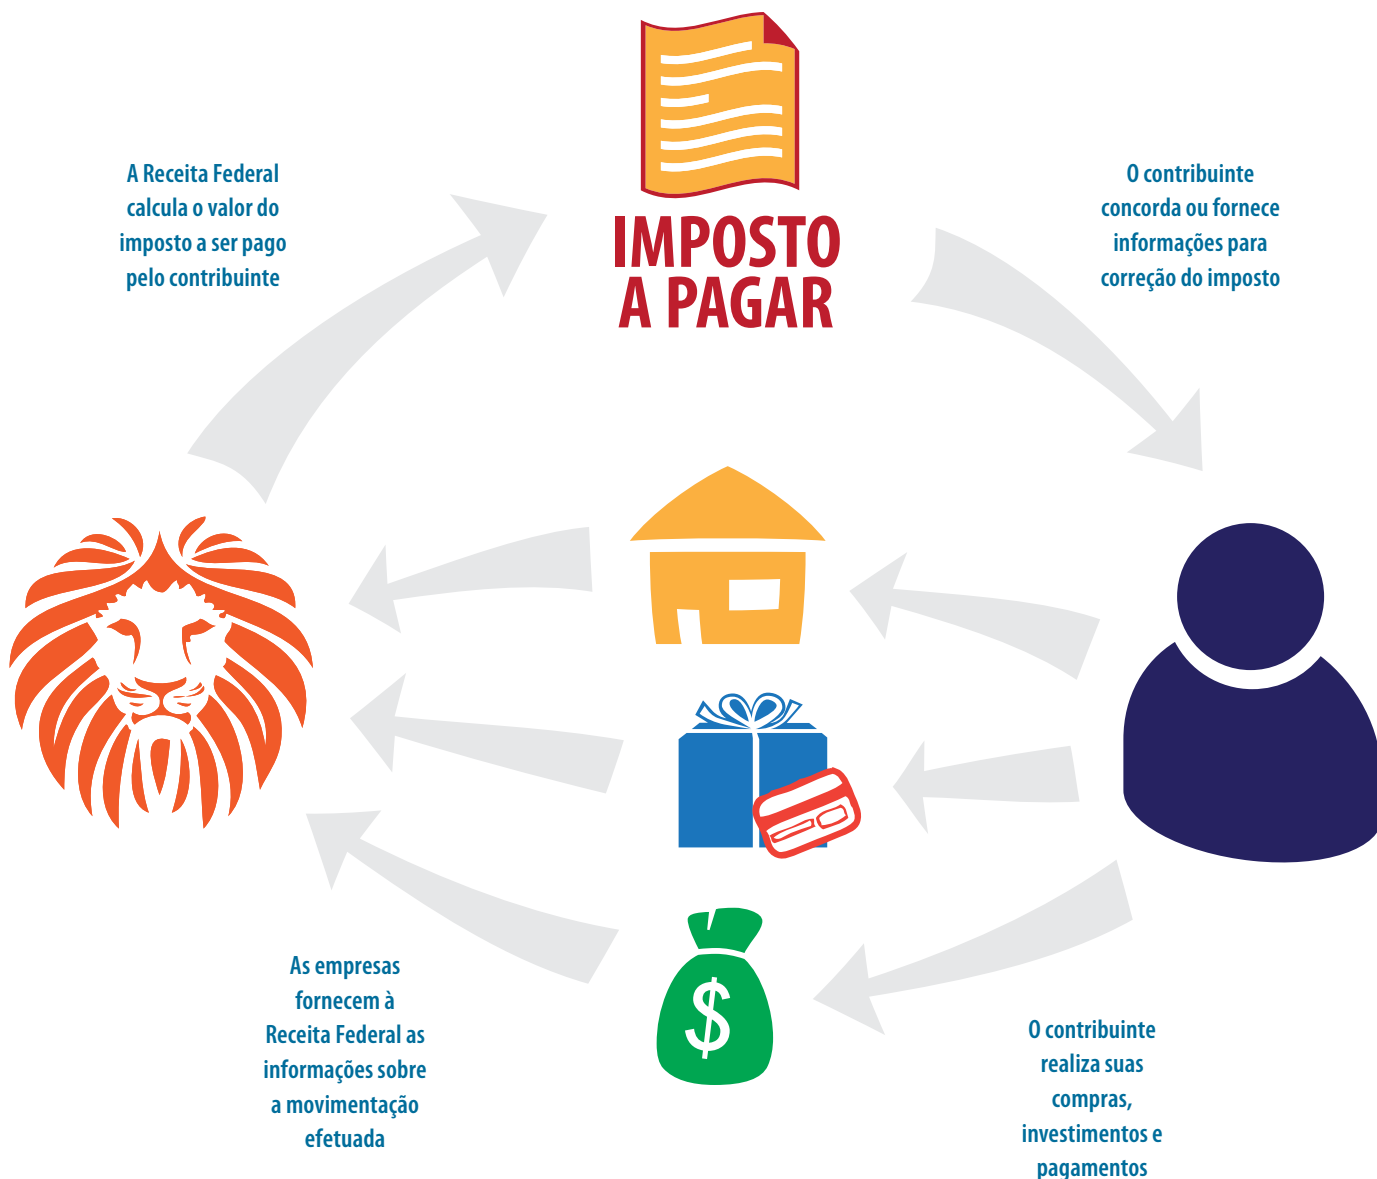 A Receita Federal
calcula o valor do
imposto a ser pago
pelo contribuinte
IMPOSTO
A PAGAR
O contribuinte
concorda ou fornece
informações para
correção do imposto
$
As empresas
fornecem à
Receita Federal as
informações sobre
a movimentação
efetuada
O contribuinte
realiza suas
compras,
investimentos e
pagamentos